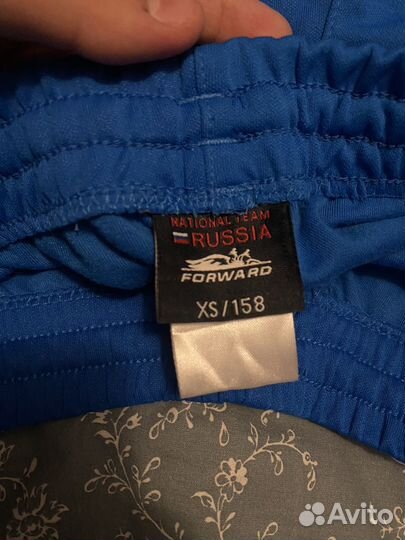 NATIONAL TEAM
RUSSIA
FORWARD
XS/158
Avito